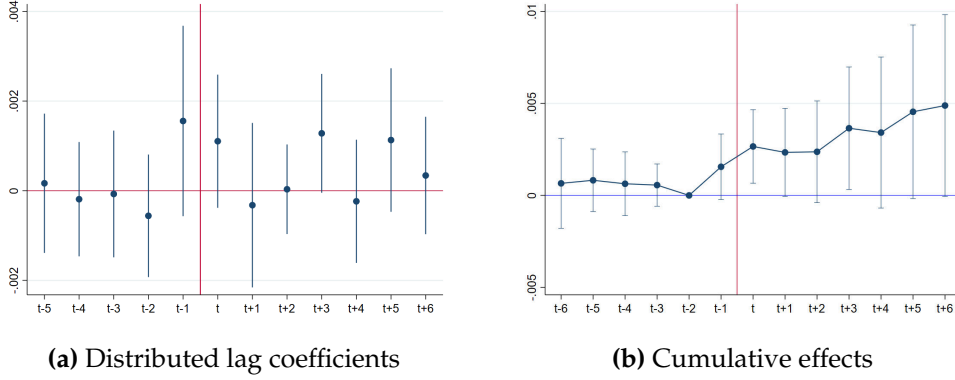 .004
.002
0
-.002
t-5 t-4 t-3 t-2 t-1 t t+1 t+2 t+3 t+4 t+5 t+6
(a) Distributed lag coefficients
.01
.005
0
-.005
t-6 t-5 t-4 t-3 t-2 t-1 t t+1 t+2 t+3 t+4 t+5 t+6
(b) Cumulative effects